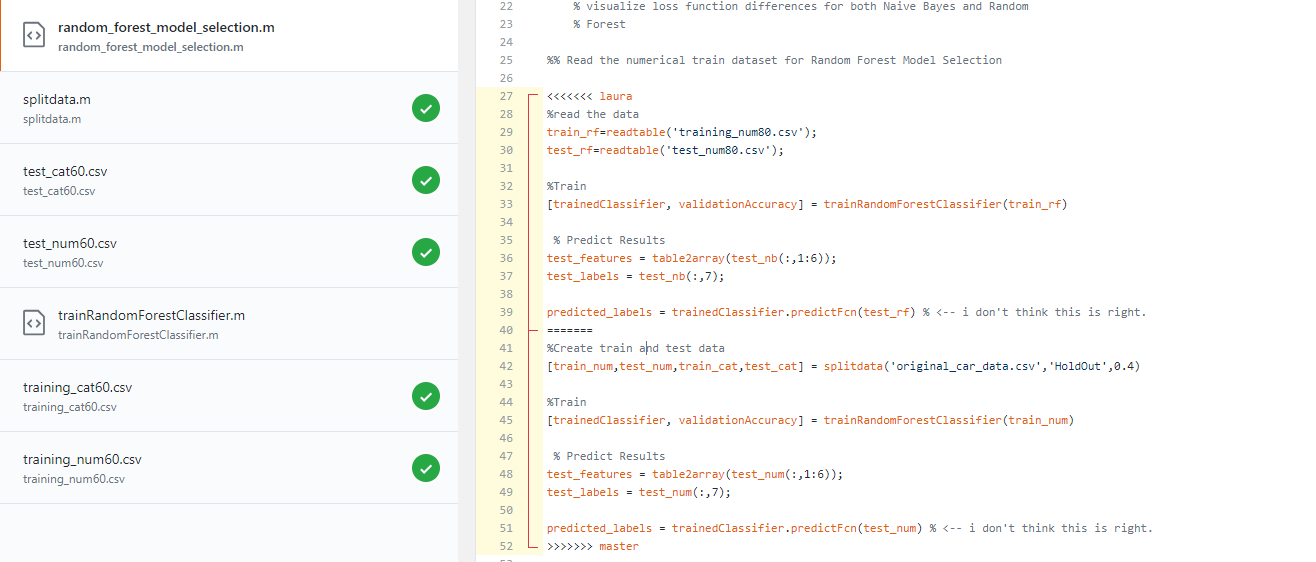 random_forest_model_selection.m
random_forest_model_selection.m
splitdata.m
splitdata.m
test_cat60.csv
test_cat60.csv
test_num60.csv
test_num60.csv
trainRandomForestClassifier.m
trainRandomForestClassifier.m
training_cat60.csv
training_cat60.csv
training_num60.csv
training_num60.csv
22 % visualize loss function differences for both Naive Bayes and Random
23 % Forest
24
25 %% Read the numerical train dataset for Random Forest Model Selection
26
27 <<<<<<< laura
28 %read the data
29 train_rf=readtable('training_num80.csv');
30 test_rf=readtable('test_num80.csv');
31
32 %Train
33 [trainedClassifier, validationAccuracy] = trainRandomForestClassifier(train_rf)
34
35 % Predict Results
36 test_features = table2array(test_nb(:,1:6));
37 test_labels = test_nb(:,7);
38
39 predicted_labels = trainedClassifier.predictFcn(test_rf) % <-- i don't think this is right.
40 =======
41 %Create train and test data
42 [train_num,test_num,train_cat,test_cat] = splitdata('original_car_data.csv','HoldOut',0.4)
43
44 %Train
45 [trainedClassifier, validationAccuracy] = trainRandomForestClassifier(train_num)
46
47 % Predict Results
48 test_features = table2array(test_num(:,1:6));
49 test_labels = test_num(:,7);
50
51 predicted_labels = trainedClassifier.predictFcn(test_num) % <-- i don't think this is right.
52 >>>>>>> master